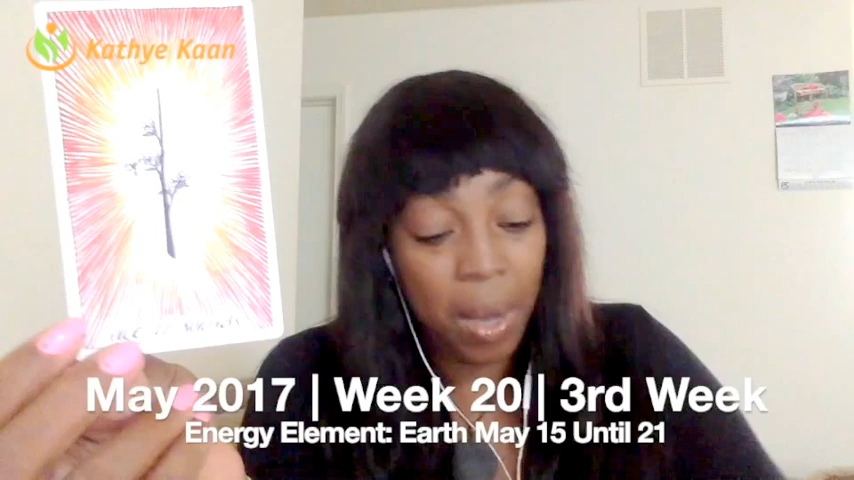 Kathye Kaan
May 2017 | Week 20 | 3rd Week
Energy Element: Earth May 15 Until 21